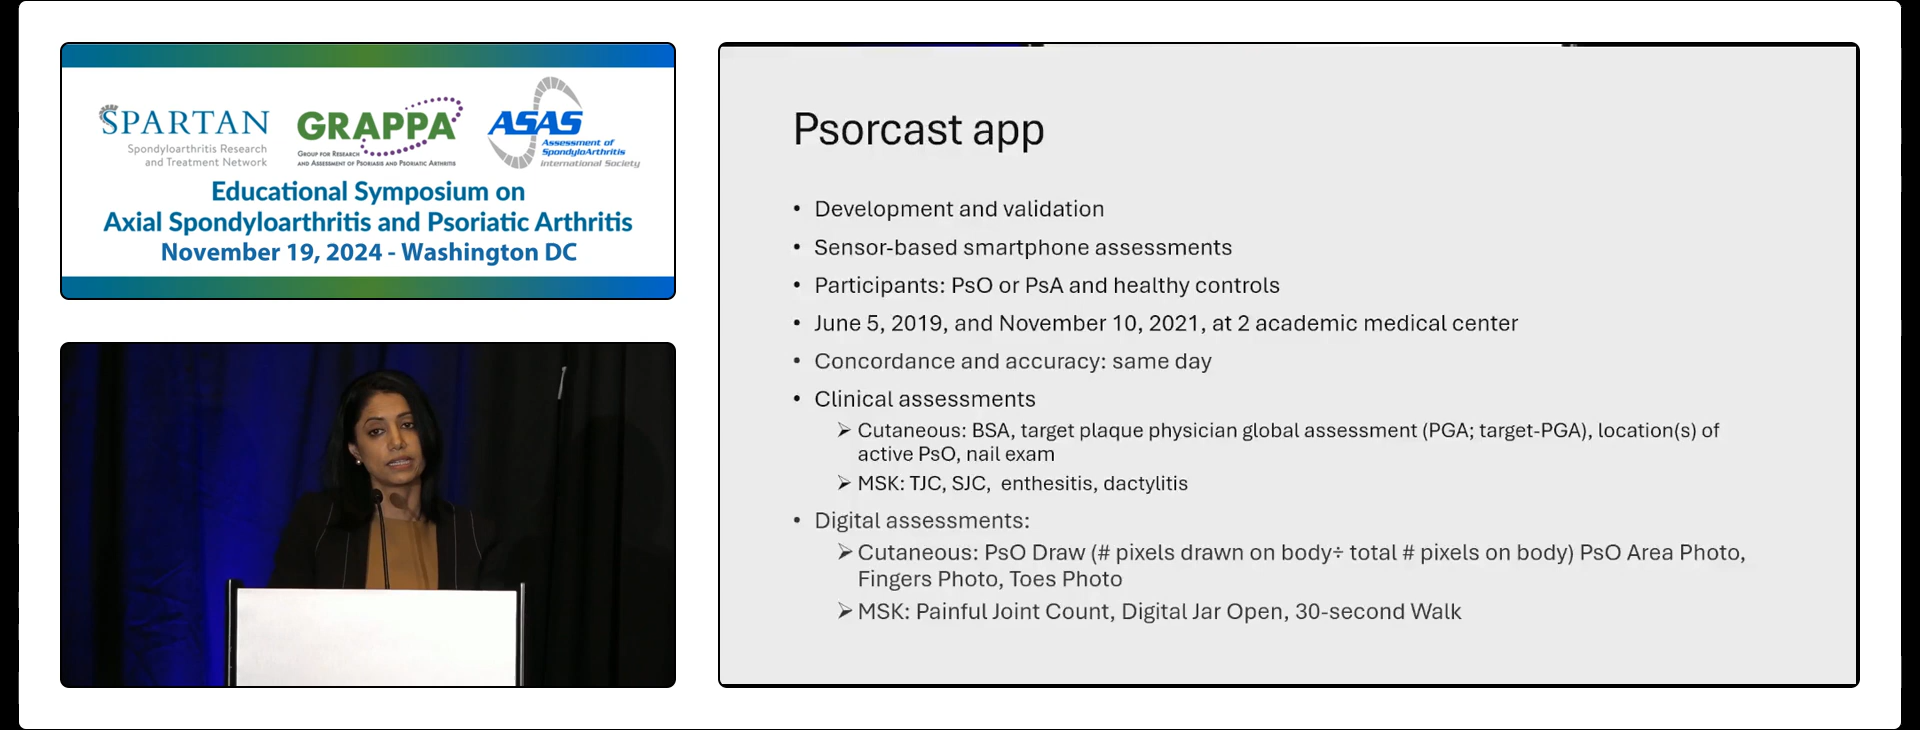 SPARTAN
Spondyloarthritis Research
and Treatment Network
GRAPPA
GROUP FOR RESEARCH
AND ASSESSMENT OF PSORIASIS AND PSORIATIC ARTHRITIS
ASAS
Assessment of
SpondyloArthritis
International Society
Educational Symposium on
Axial Spondyloarthritis and Psoriatic Arthritis
November 19, 2024 - Washington DC
Psorcast app
• Development and validation
• Sensor-based smartphone assessments
• Participants: PsO or PsA and healthy controls
• June 5, 2019, and November 10, 2021, at 2 academic medical center
• Concordance and accuracy: same day
• Clinical assessments
➢ Cutaneous: BSA, target plaque physician global assessment (PGA; target-PGA), location(s) of
active PsO, nail exam
➢ MSK: TJC, SJC, enthesitis, dactylitis
• Digital assessments:
➢ Cutaneous: PsO Draw (# pixels drawn on body÷ total # pixels on body) PsO Area Photo,
Fingers Photo, Toes Photo
➢ MSK: Painful Joint Count, Digital Jar Open, 30-second Walk